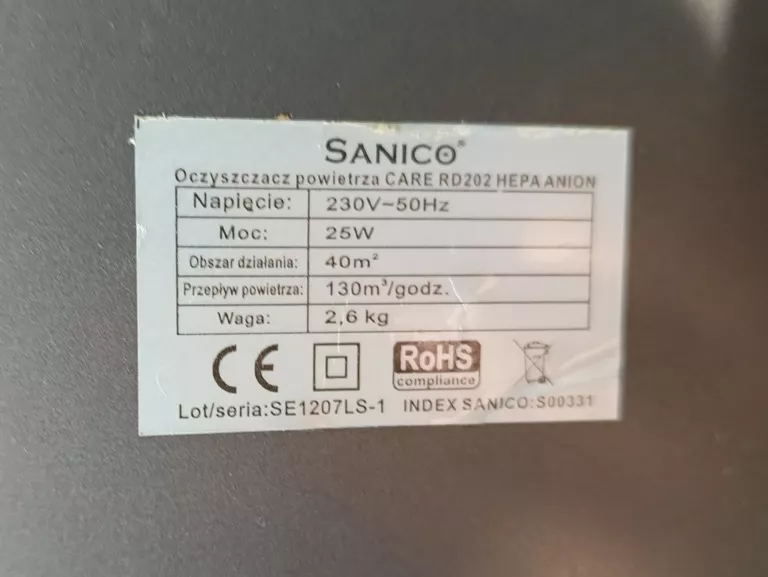 SANICO®
Oczyszczacz powietrza CARE RD202 HEPA ANION
Napięcie: 230V~50Hz
Moc: 25W
Obszar działania: 40m²
Przepływ powietrza: 130m³/godz.
Waga: 2,6 kg
CE RoHS
compliance
Lot/seria:SE1207LS-1 INDEX SANICO:S00331